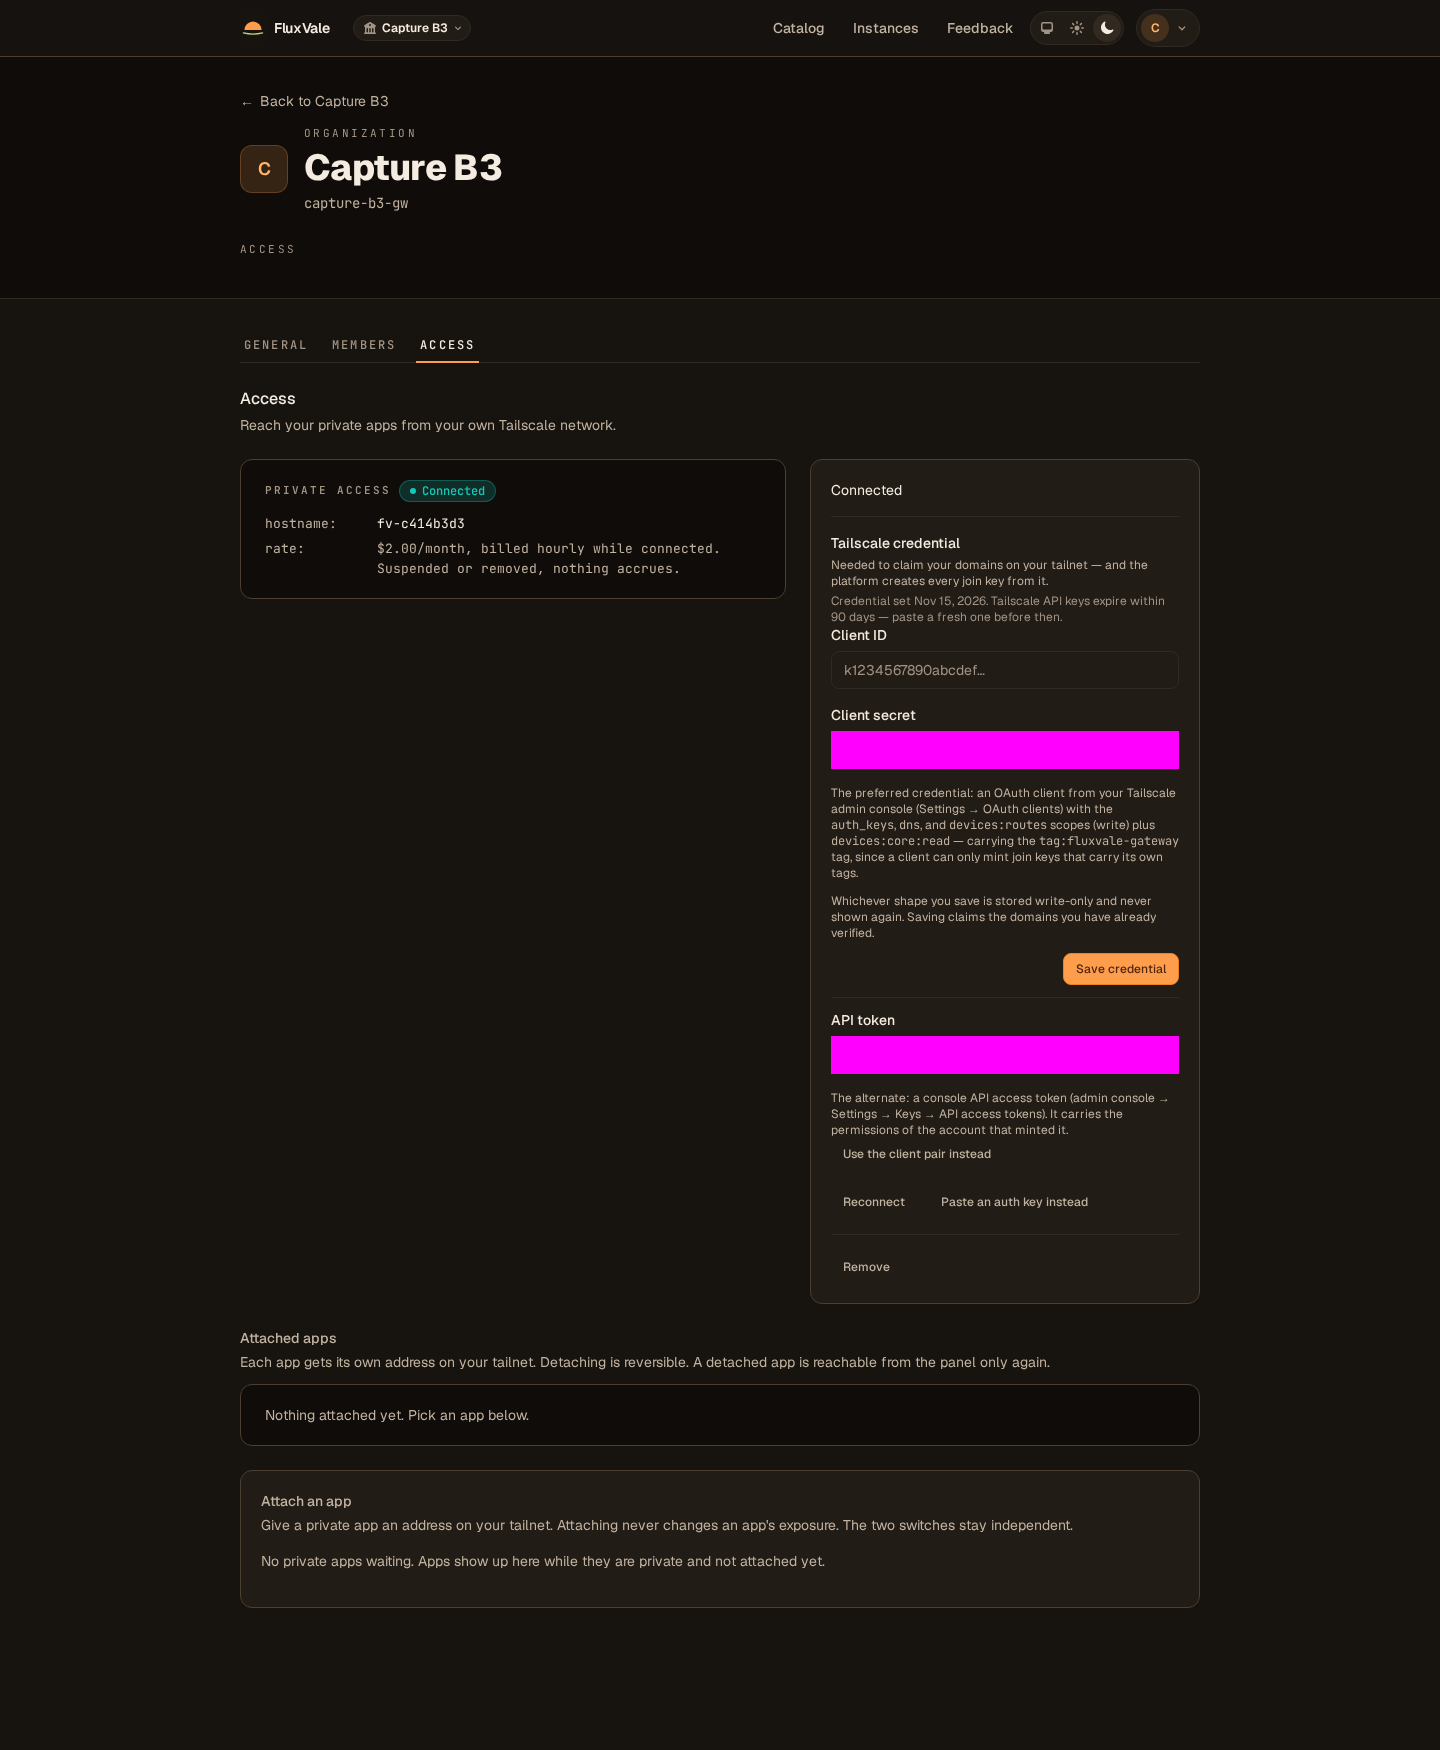 FluxVale
Capture B3
Catalog
Instances
Feedback
C
← Back to Capture B3
ORGANIZATION
C
Capture B3
capture-b3-gw
ACCESS
GENERAL
MEMBERS
ACCESS
Access
Reach your private apps from your own Tailscale network.
PRIVATE ACCESS
Connected
hostname: fv-c414b3d3
rate: $2.00/month, billed hourly while connected.
Suspended or removed, nothing accrues.
Connected
Tailscale credential
Needed to claim your domains on your tailnet — and the
platform creates every join key from it.
Credential set Nov 15, 2026. Tailscale API keys expire within
90 days — paste a fresh one before then.
Client ID
k1234567890abcdef…
Client secret
The preferred credential: an OAuth client from your Tailscale
admin console (Settings → OAuth clients) with the
auth_keys, dns, and devices:routes scopes (write) plus
devices:core:read — carrying the tag:fluxvale-gateway
tag, since a client can only mint join keys that carry its own
tags.
Whichever shape you save is stored write-only and never
shown again. Saving claims the domains you have already
verified.
Save credential
API token
The alternate: a console API access token (admin console →
Settings → Keys → API access tokens). It carries the
permissions of the account that minted it.
Use the client pair instead
Reconnect
Paste an auth key instead
Remove
Attached apps
Each app gets its own address on your tailnet. Detaching is reversible. A detached app is reachable from the panel only again.
Nothing attached yet. Pick an app below.
Attach an app
Give a private app an address on your tailnet. Attaching never changes an app's exposure. The two switches stay independent.
No private apps waiting. Apps show up here while they are private and not attached yet.